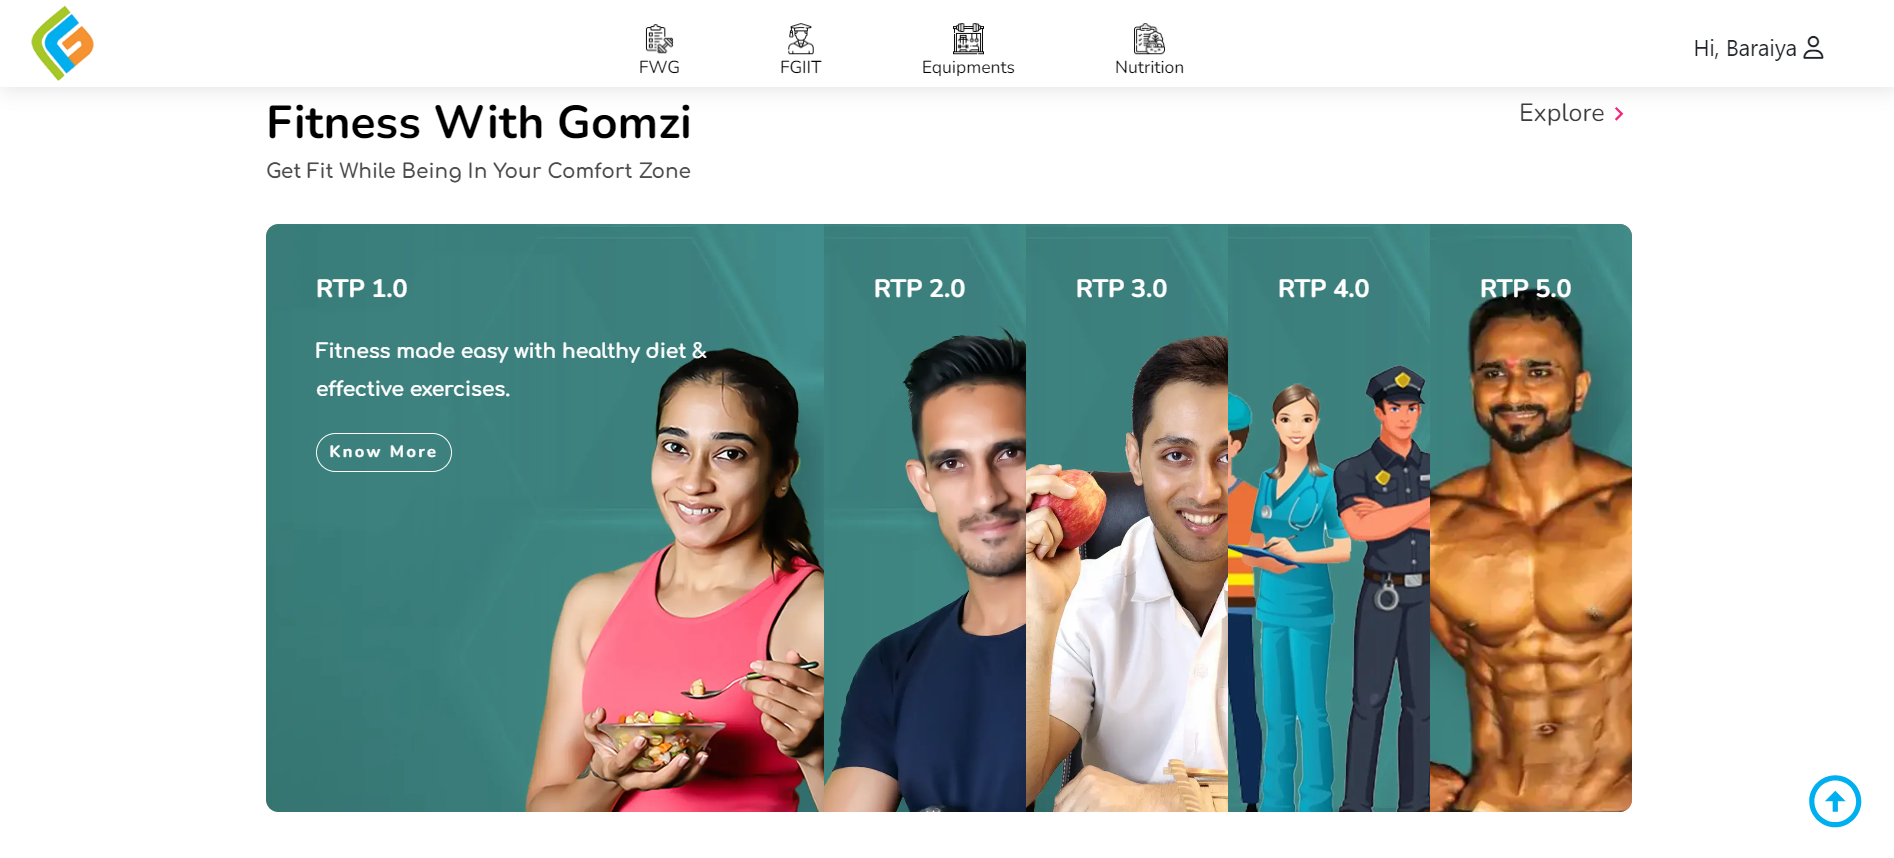 FWG
FGIIT
Equipments
Nutrition
Hi, Baraiya
Fitness With Gomzi
Explore
Get Fit While Being In Your Comfort Zone
RTP 1.0
Fitness made easy with healthy diet &
effective exercises.
Know More
RTP 2.0
RTP 3.0
RTP 4.0
RTP 5.0